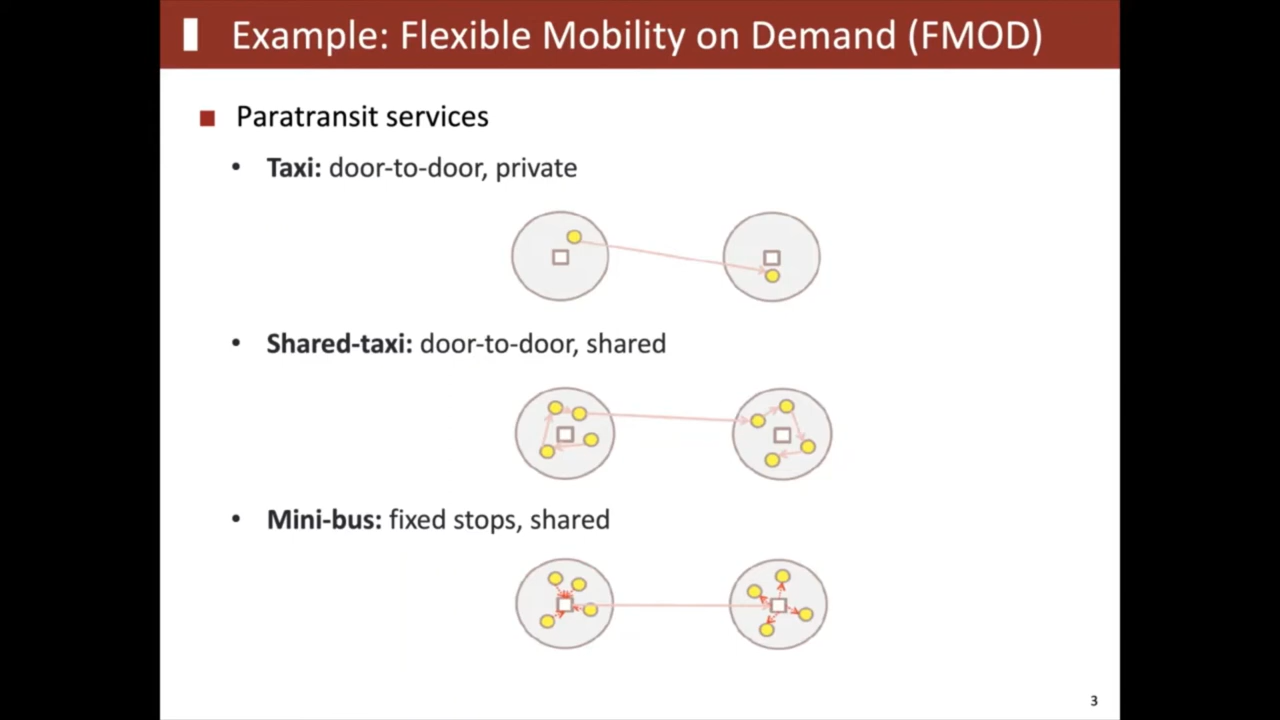 Example: Flexible Mobility on Demand (FMOD)
Paratransit services
• Taxi: door-to-door, private
• Shared-taxi: door-to-door, shared
• Mini-bus: fixed stops, shared
3